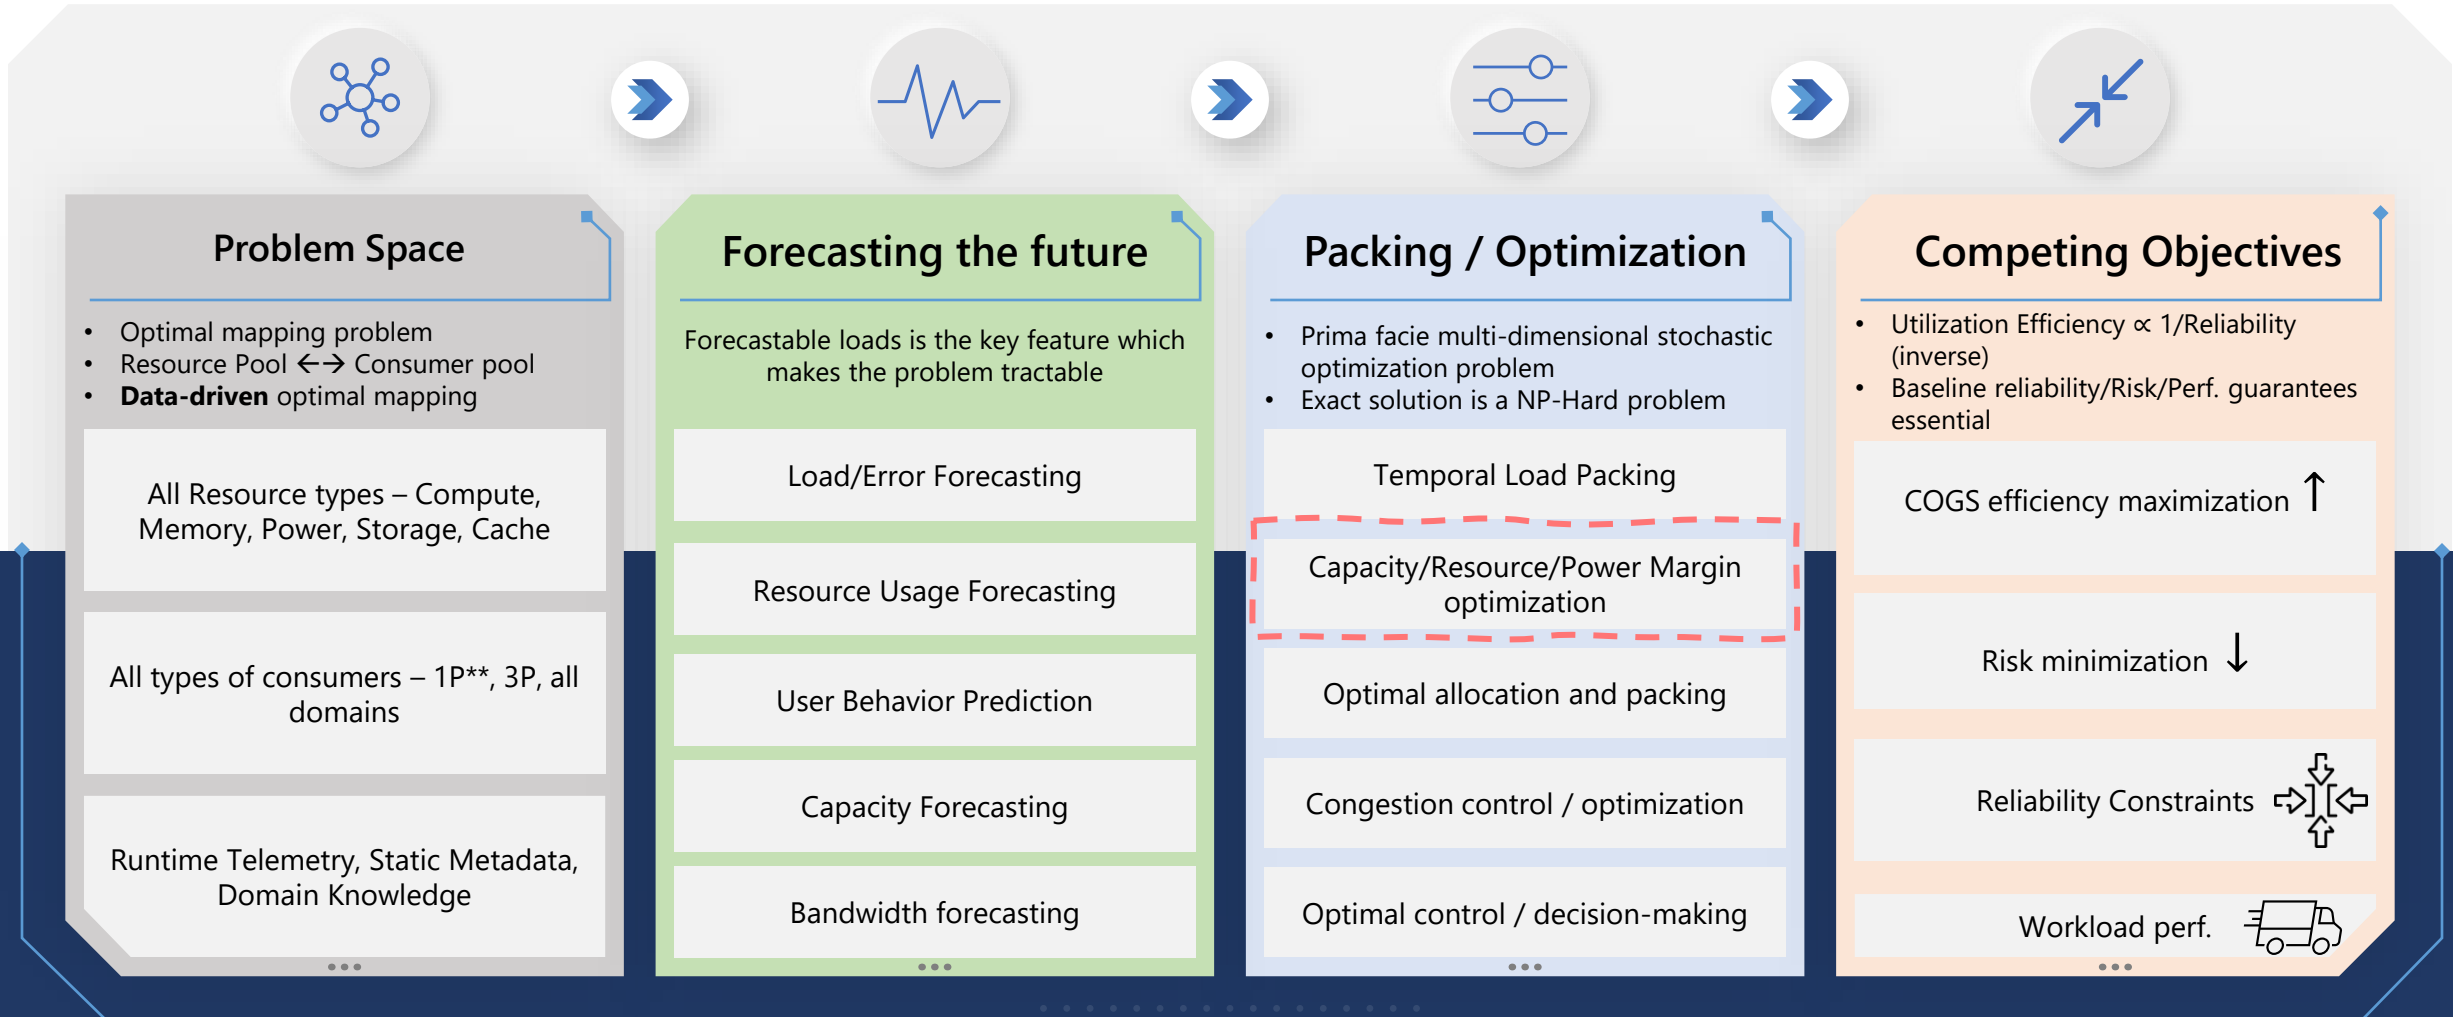 Problem Space
• Optimal mapping problem
• Resource Pool ←→ Consumer pool
• Data-driven optimal mapping
All Resource types – Compute,
Memory, Power, Storage, Cache
All types of consumers – 1P**, 3P, all
domains
Runtime Telemetry, Static Metadata,
Domain Knowledge
Forecasting the future
Forecastable loads is the key feature which
makes the problem tractable
Load/Error Forecasting
Resource Usage Forecasting
User Behavior Prediction
Capacity Forecasting
Bandwidth forecasting
Packing / Optimization
• Prima facie multi-dimensional stochastic
optimization problem
• Exact solution is a NP-Hard problem
Temporal Load Packing
Capacity/Resource/Power Margin
optimization
Optimal allocation and packing
Congestion control / optimization
Optimal control / decision-making
Competing Objectives
• Utilization Efficiency ∝ 1/Reliability
(inverse)
• Baseline reliability/Risk/Perf. guarantees
essential
COGS efficiency maximization ↑
Risk minimization ↓
Reliability Constraints
Workload perf.